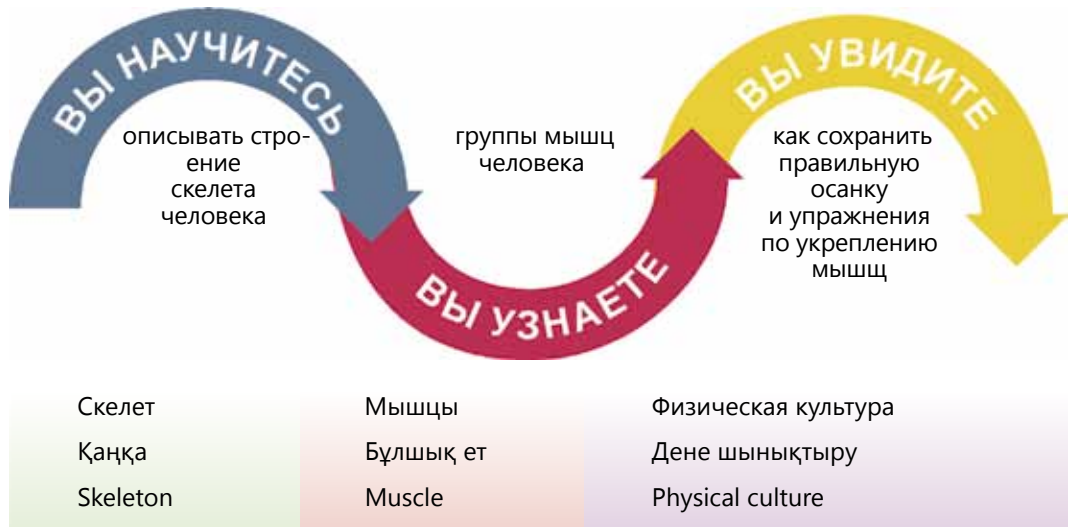 ВЫ НАУЧИТЕСЬ
описывать стро-
ение
скелета
человека
ВЫ УЗНАЕТЕ
группы мышц
человека
ВЫ УВИДИТЕ
как сохранить
правильную
осанку
и упражнения
по укреплению
мышщ
Скелет
Қаңқа
Skeleton
Мышцы
Бұлшық ет
Muscle
Физическая культура
Дене шынықтыру
Physical culture